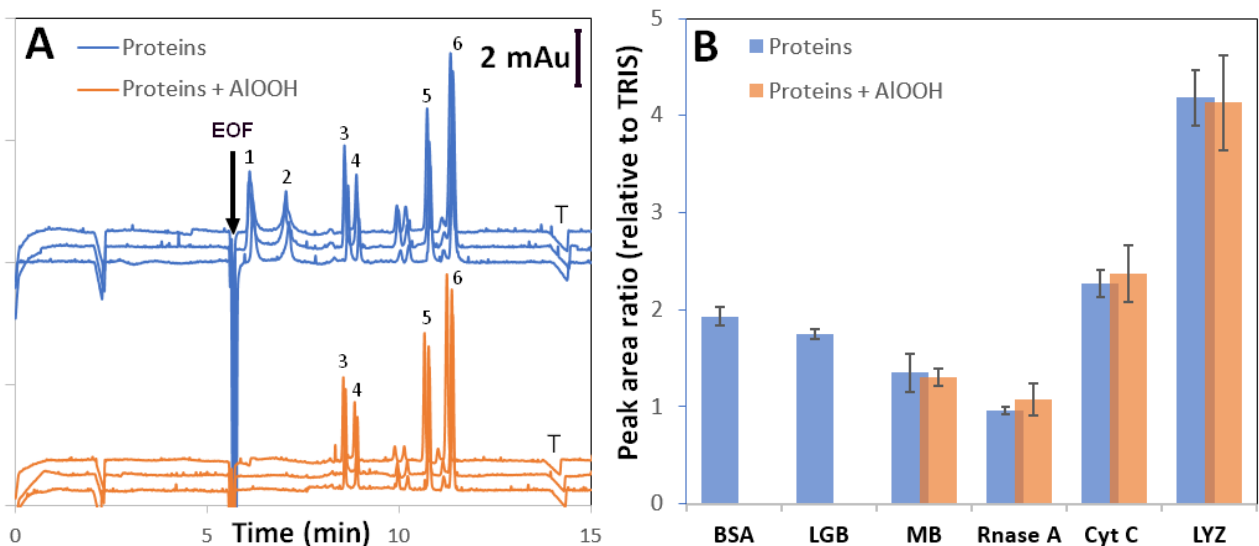 A
Proteins
Proteins + AlOOH
2 mAu
EOF
1
2
3
4
5
6
T
3
4
5
6
T
0
5
10
15
Time (min)
B
Proteins
Proteins + AlOOH
Peak area ratio (relative to TRIS)
5
4
3
2
1
0
BSA
LGB
MB
Rnase A
Cyt C
LYZ